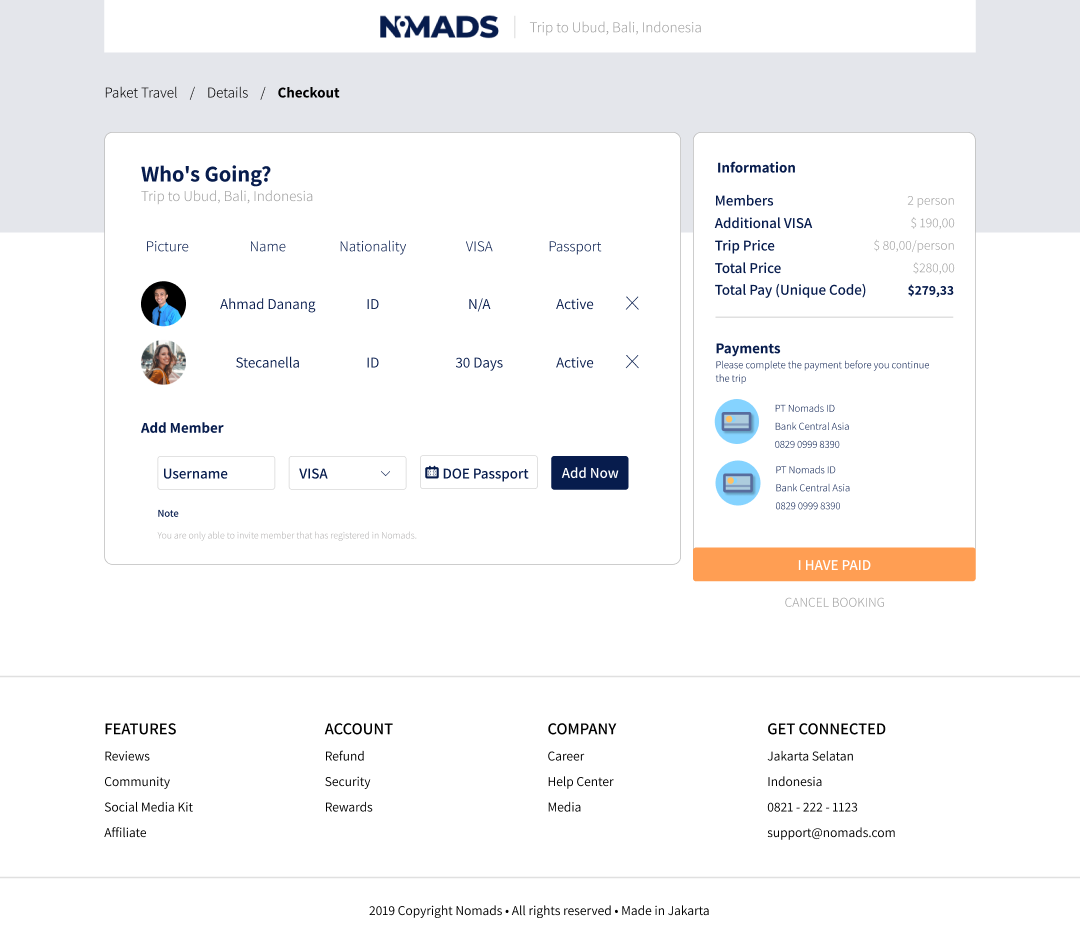 NOMADS
Trip to Ubud, Bali, Indonesia
Paket Travel / Details / Checkout
Who's Going?
Trip to Ubud, Bali, Indonesia
Picture Name Nationality VISA Passport
Ahmad Danang ID N/A Active
Stecanella ID 30 Days Active
Add Member
Username VISA DOE Passport Add Now
Note
You are only able to invite member that has registered in Nomads.
Information
Members 2 person
Additional VISA $ 190,00
Trip Price $ 80,00/person
Total Price $280,00
Total Pay (Unique Code) $279,33
Payments
Please complete the payment before you continue
the trip
PT Nomads ID
Bank Central Asia
0829 0999 8390
PT Nomads ID
Bank Central Asia
0829 0999 8390
I HAVE PAID
CANCEL BOOKING
FEATURES
Reviews
Community
Social Media Kit
Affiliate
ACCOUNT
Refund
Security
Rewards
COMPANY
Career
Help Center
Media
GET CONNECTED
Jakarta Selatan
Indonesia
0821 - 222 - 1123
support@nomads.com
2019 Copyright Nomads • All rights reserved • Made in Jakarta